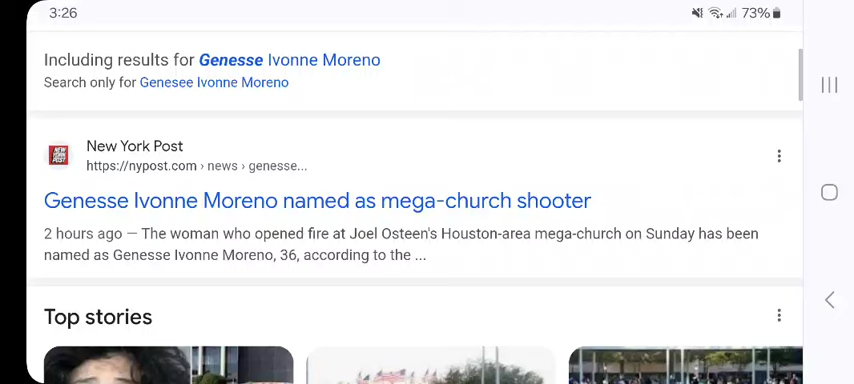 3:26
73%
Including results for Genesse Ivonne Moreno
Search only for Genesee Ivonne Moreno
NEW YORK POST
New York Post
https://nypost.com › news › genesse...
Genesse Ivonne Moreno named as mega-church shooter
2 hours ago — The woman who opened fire at Joel Osteen's Houston-area mega-church on Sunday has been
named as Genesse Ivonne Moreno, 36, according to the ...
Top stories